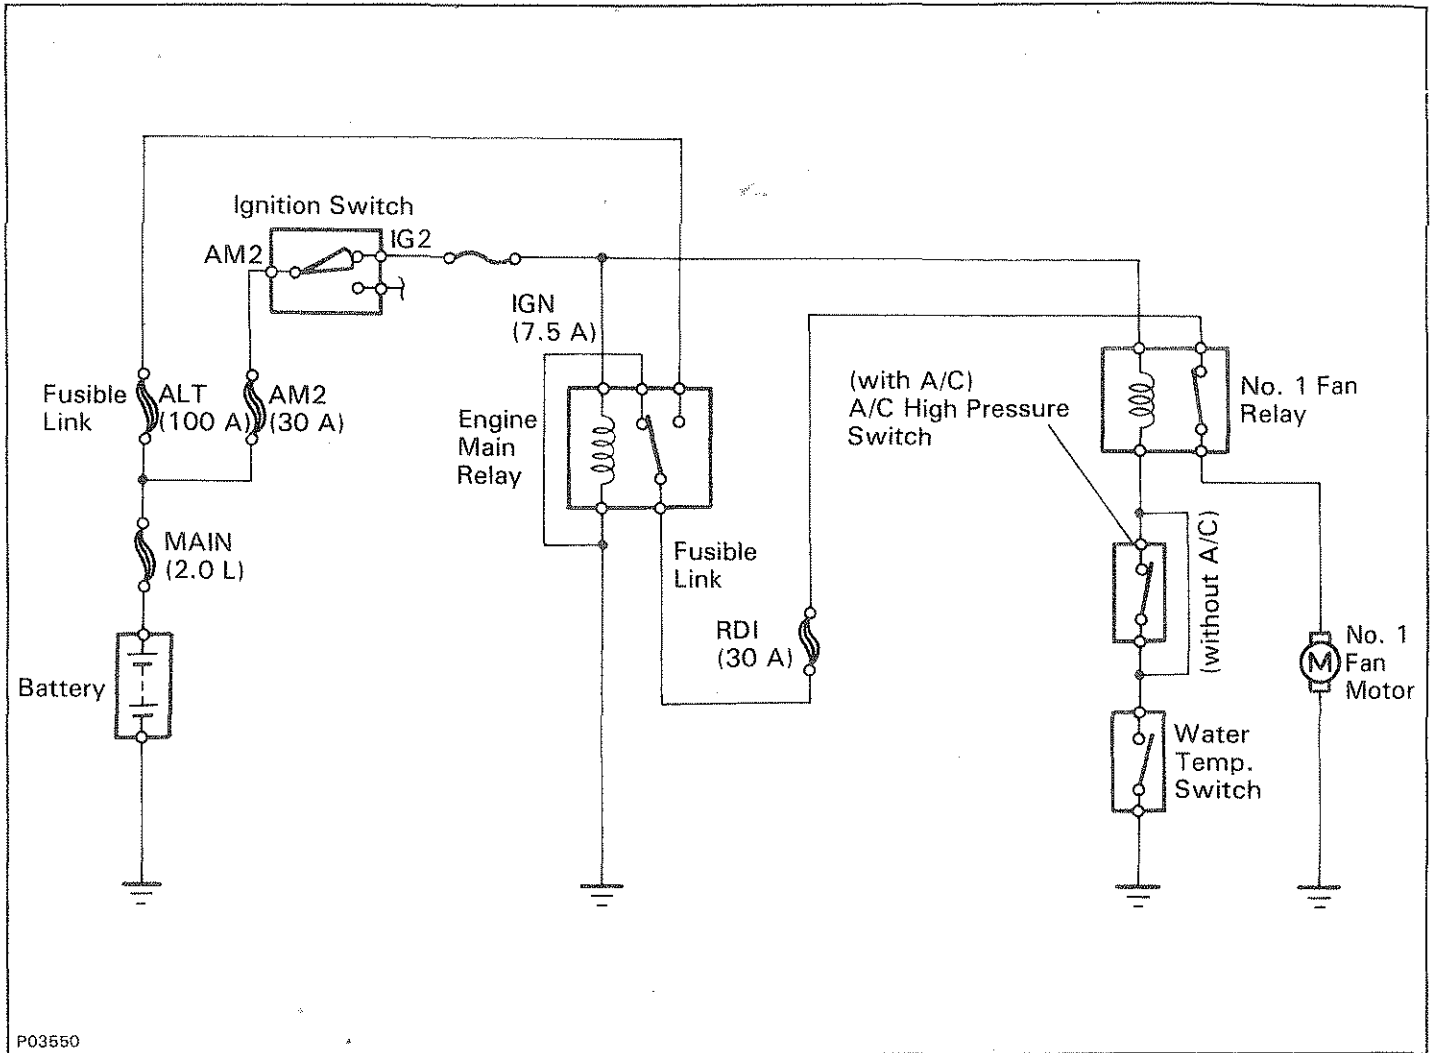 Ignition Switch
AM2
IG2
IGN
(7.5 A)
Fusible
Link
ALT
(100 A)
AM2
(30 A)
Engine
Main
Relay
(with A/C)
A/C High Pressure
Switch
No. 1 Fan
Relay
MAIN
(2.0 L)
Fusible
Link
(without A/C)
RDI
(30 A)
Battery
No. 1
Fan
Motor
M
Water
Temp.
Switch
P03550